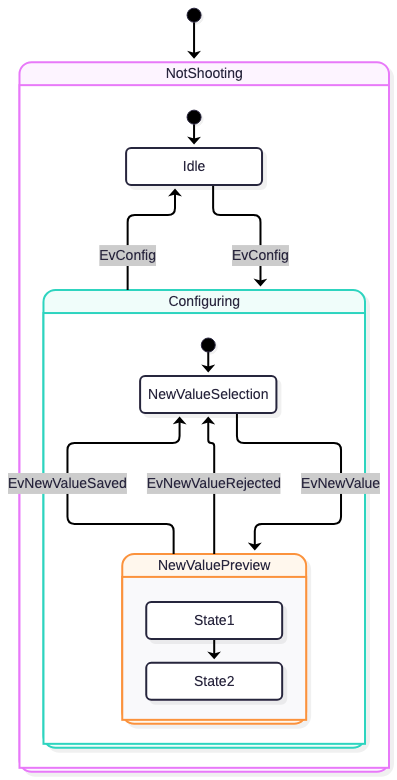 NotShooting
Idle
EvConfig
EvConfig
Configuring
NewValueSelection
EvNewValueSaved
EvNewValueRejected
EvNewValue
NewValuePreview
State1
State2